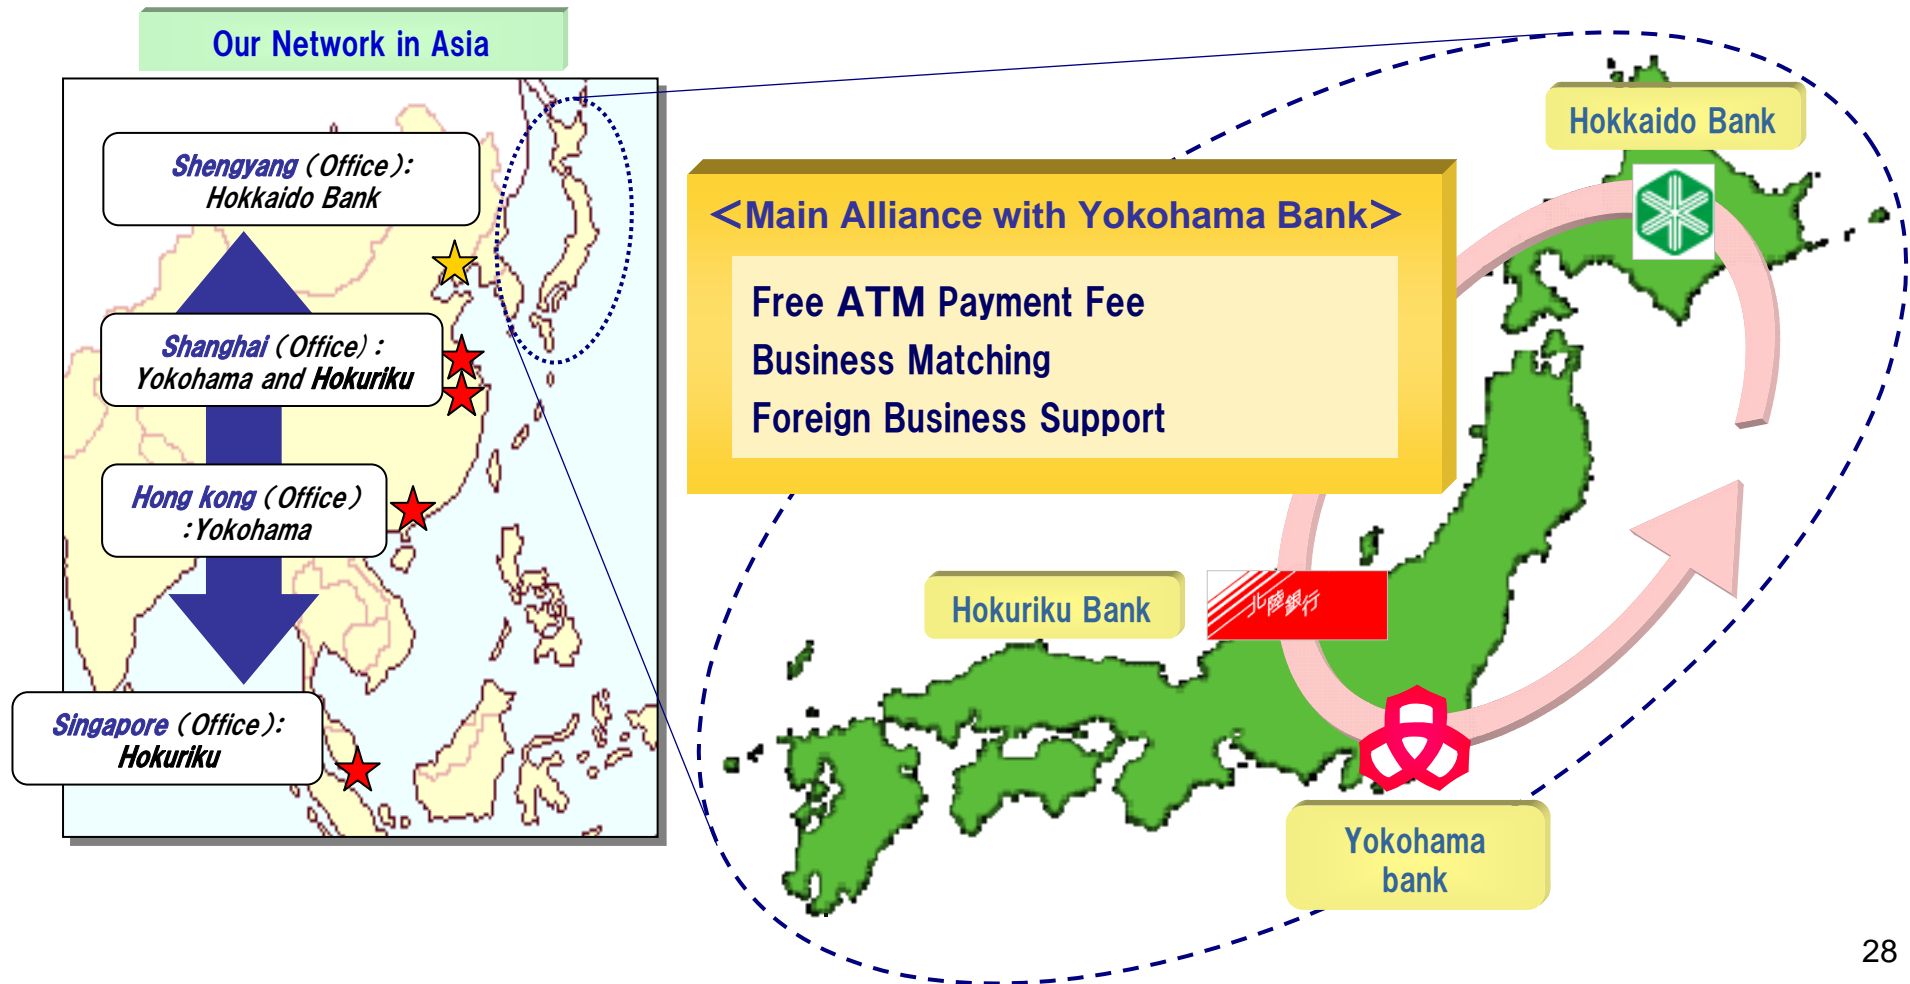 Our Network in Asia
Shengyang (Office):
Hokkaido Bank
Shanghai (Office):
Yokohama and Hokuriku
Hong kong (Office)
:Yokohama
Singapore (Office):
Hokuriku
<Main Alliance with Yokohama Bank>
Free ATM Payment Fee
Business Matching
Foreign Business Support
Hokkaido Bank
Hokuriku Bank
北陸銀行
Yokohama
bank
28